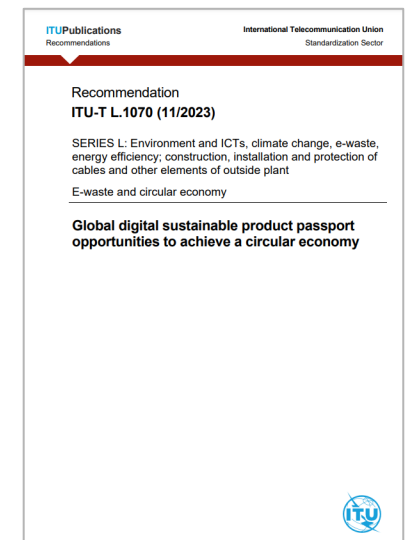 ITUPublications
International Telecommunication Union
Recommendations
Standardization Sector
Recommendation
ITU-T L.1070 (11/2023)
SERIES L: Environment and ICTs, climate change, e-waste,
energy efficiency; construction, installation and protection of
cables and other elements of outside plant
E-waste and circular economy
Global digital sustainable product passport
opportunities to achieve a circular economy
ITU